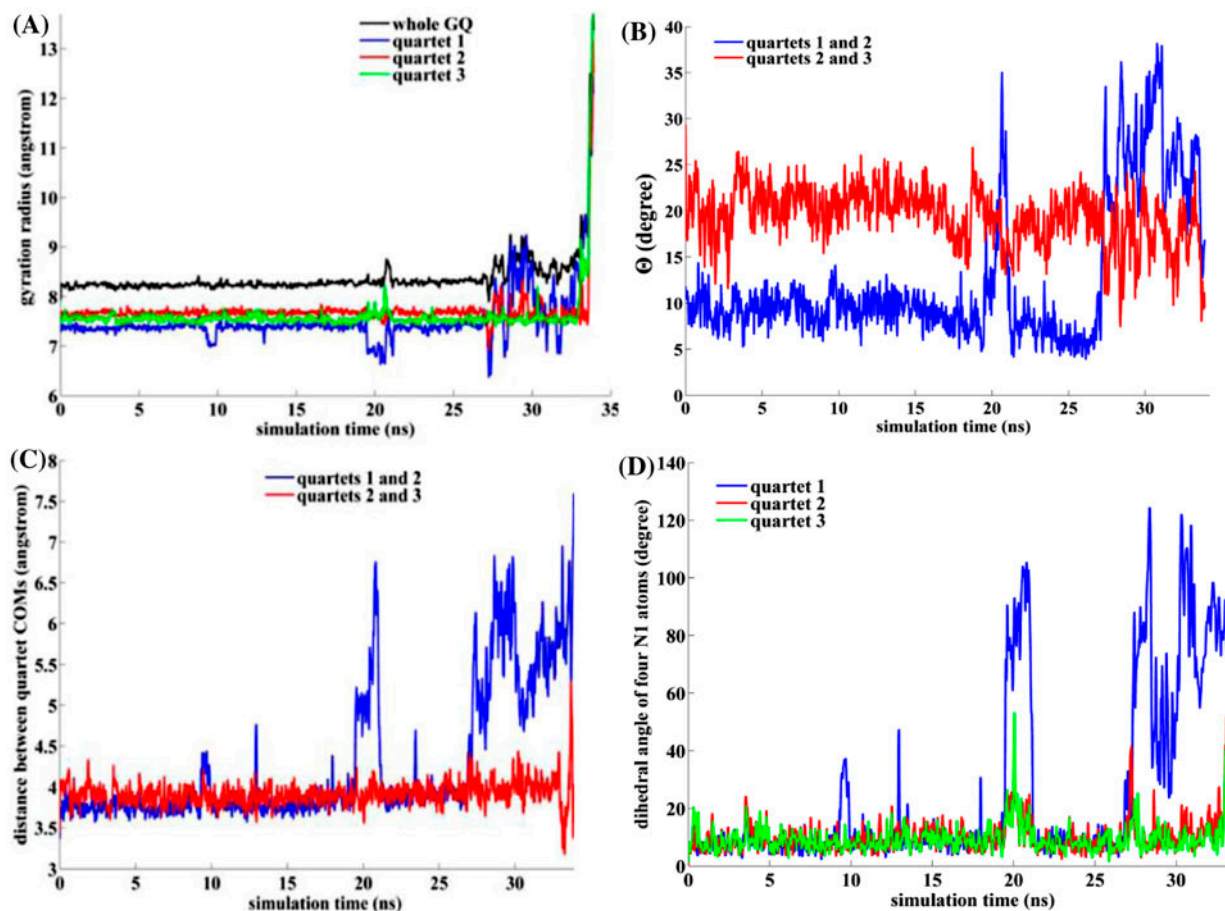 (A)
gyration radius (angstrom)
whole GQ
quartet 1
quartet 2
quartet 3
13
12
11
10
9
8
7
6
0 5 10 15 20 25 30 35
simulation time (ns)
(B)
Θ (degree)
quartets 1 and 2
quartets 2 and 3
40
35
30
25
20
15
10
5
0
0 5 10 15 20 25 30
simulation time (ns)
(C)
distance between quartet COMs (angstrom)
quartets 1 and 2
quartets 2 and 3
8
7.5
7
6.5
6
5.5
5
4.5
4
3.5
3
0 5 10 15 20 25 30
simulation time (ns)
(D)
dihedral angle of four N1 atoms (degree)
quartet 1
quartet 2
quartet 3
140
120
100
80
60
40
20
0
0 5 10 15 20 25 30
simulation time (ns)